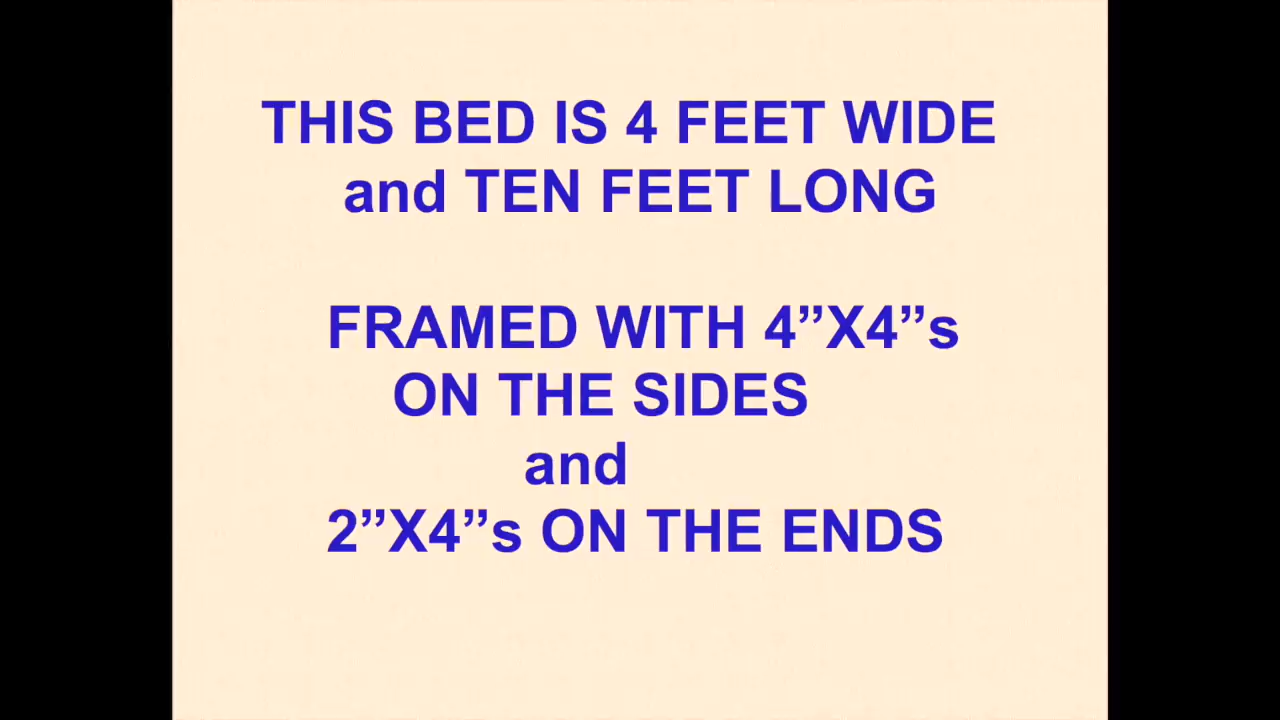 THIS BED IS 4 FEET WIDE
and TEN FEET LONG
FRAMED WITH 4”X4”s
ON THE SIDES
and
2”X4”s ON THE ENDS